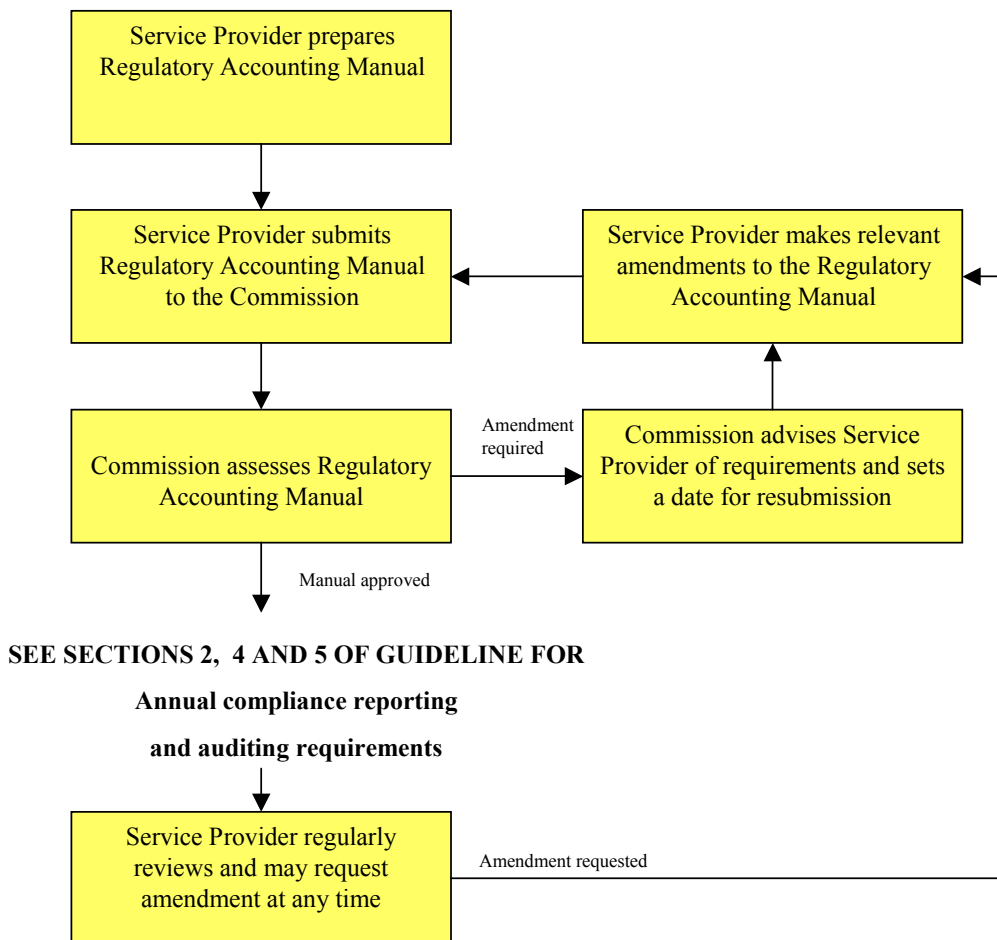 Service Provider prepares
Regulatory Accounting Manual
Service Provider submits
Regulatory Accounting Manual
to the Commission
Service Provider makes relevant
amendments to the Regulatory
Accounting Manual
Commission assesses Regulatory
Accounting Manual
Amendment
required
Commission advises Service
Provider of requirements and sets
a date for resubmission
Manual approved
SEE SECTIONS 2,  4 AND 5 OF GUIDELINE FOR
Annual compliance reporting
and auditing requirements
Service Provider regularly
reviews and may request
amendment at any time
Amendment requested